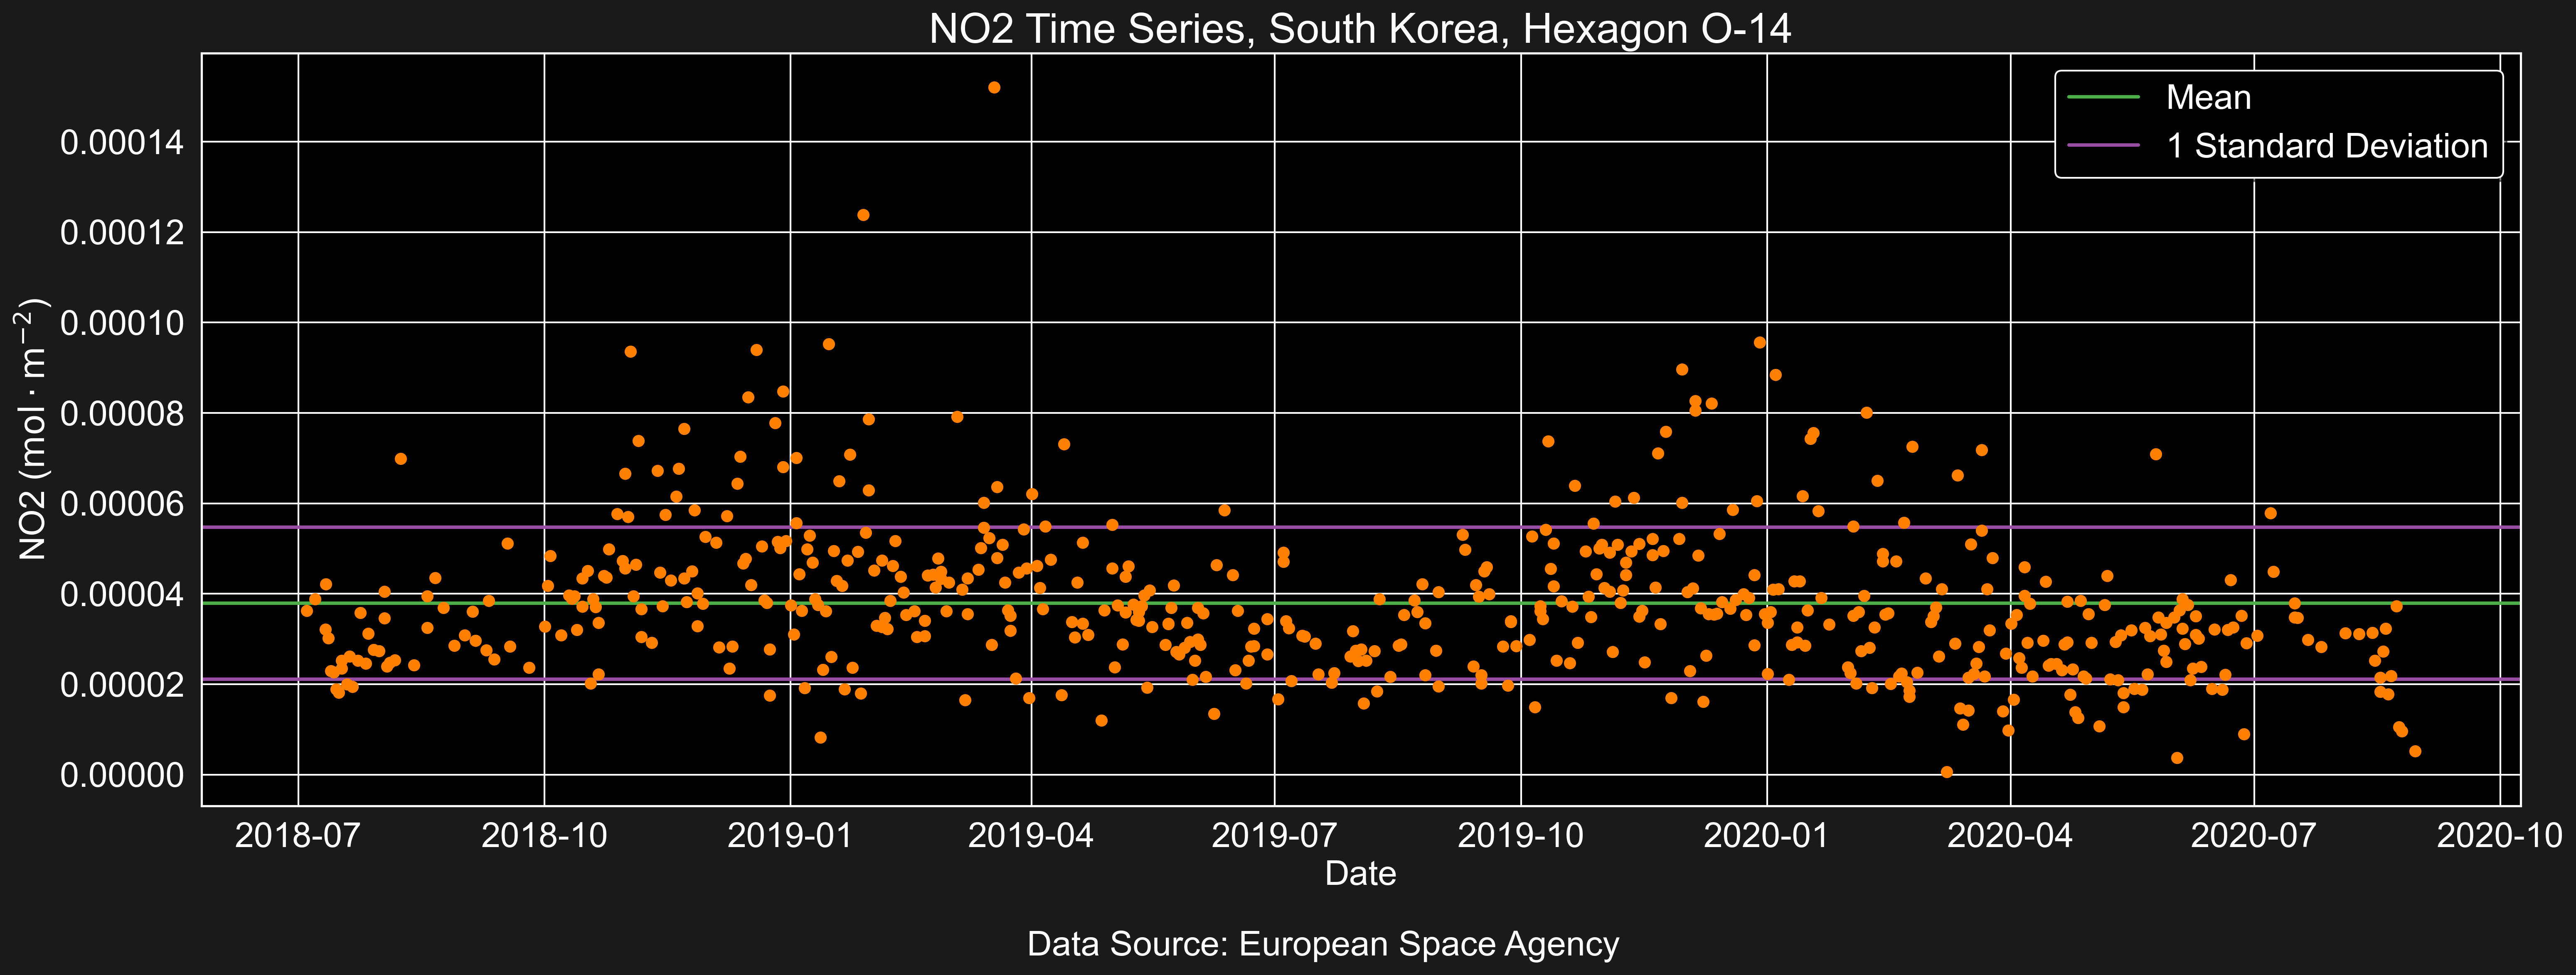 NO2 Time Series, South Korea, Hexagon O-14
Mean
1 Standard Deviation
NO2 (mol · m⁻²)
0.00014
0.00012
0.00010
0.00008
0.00006
0.00004
0.00002
0.00000
2018-07 2018-10 2019-01 2019-04 2019-07 2019-10 2020-01 2020-04 2020-07 2020-10
Date
Data Source: European Space Agency